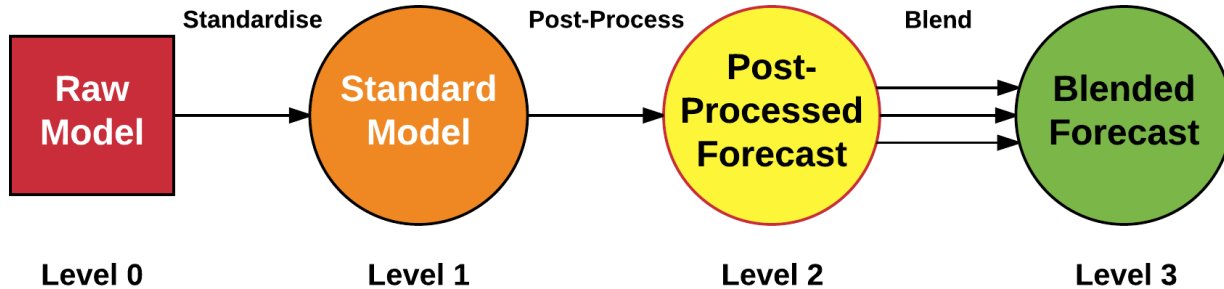 Standardise
Post-Process
Blend
Raw
Model
Standard
Model
Post-
Processed
Forecast
Blended
Forecast
Level 0
Level 1
Level 2
Level 3